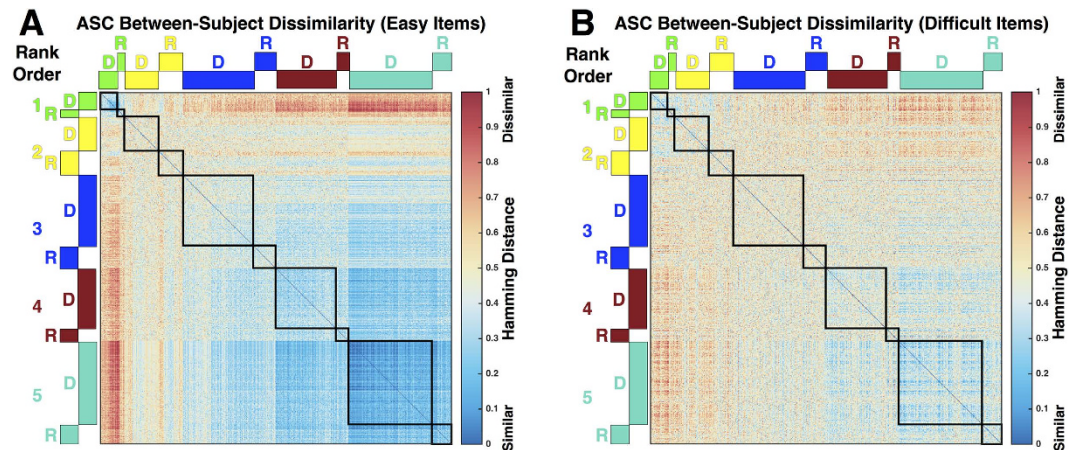 A ASC Between-Subject Dissimilarity (Easy Items)
Rank
Order
D R D R D R D R D R
1 D
R
2 D
R
3 D
R
4 D
R
5 D
R
1
0.9
0.8
0.7
0.6
0.5
0.4
0.3
0.2
0.1
0
Dissimilar
Hamming Distance
Similar
B ASC Between-Subject Dissimilarity (Difficult Items)
Rank
Order
D R D R D R D R D R
1 D
R
2 D
R
3 D
R
4 D
R
5 D
R
1
0.9
0.8
0.7
0.6
0.5
0.4
0.3
0.2
0.1
0
Dissimilar
Hamming Distance
Similar